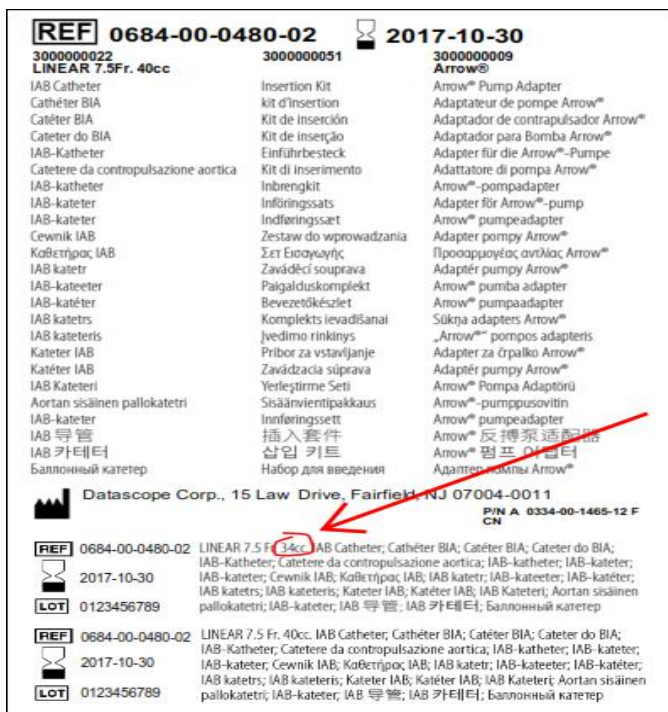 REF 0684-00-0480-02 2017-10-30
3000000022 3000000051 3000000009
LINEAR 7.5Fr. 40cc Arrow®
IAB Catheter Insertion Kit Arrow® Pump Adapter
Cathéter BIA kit d'insertion Adaptateur de pompe Arrow®
Catéter BIA Kit de inserción Adaptador de contrapulsador Arrow®
Cateter do BIA Kit de inserção Adaptador para Bomba Arrow®
IAB-Katheter Einführbesteck Adapter für die Arrow®-Pumpe
Catetere da contropulsazione aortica Kit di inserimento Adattatore di pompa Arrow®
IAB-katheter Inbrengkit Arrow®-pompadapter
IAB-kateter Införingssats Adapter för Arrow®-pump
IAB-kateter Indføringssæt Arrow® pumpeadapter
Cewnik IAB Zestaw do wprowadzania Adapter pompy Arrow®
Καθετήρας IAB Σετ Εισαγωγής Προσαρμογέας αντλίας Arrow®
IAB katetr Zaváděcí souprava Adaptér pumpy Arrow®
IAB-kateeter Paigalduskomplekt Arrow® pumba adapter
IAB-katéter Bevezetőkészlet Arrow® pumpaadapter
IAB katetrs Komplekts ievadīšanai Sūkņa adapters Arrow®
IAB kateteris Įvedimo rinkinys „Arrow®“ pompos adapteris
Kateter IAB Pribor za vstavljanje Adapter za črpalko Arrow®
Katéter IAB Zavádzacia súprava Adaptér pumpy Arrow®
IAB Kateteri Yerleştirme Seti Arrow® Pompa Adaptörü
Aortan sisäinen pallokatetri Sisäänvientipakkaus Arrow®-pumppusovitin
IAB-kateter Innføringssett Arrow® pumpeadapter
IAB 导管 插入套件 Arrow® 反搏泵适配器
IAB 카테터 삽입 키트 Arrow® 펌프 어댑터
Баллонный катетер Набор для введения Адаптер помпы Arrow®
Datascope Corp., 15 Law Drive, Fairfield, NJ 07004-0011
P/N A 0334-00-1465-12 F
CN
REF 0684-00-0480-02 LINEAR 7.5 Fr. 34cc. IAB Catheter; Cathéter BIA; Catéter BIA; Cateter do BIA;
IAB-Katheter; Catetere da contropulsazione aortica; IAB-katheter; IAB-kateter;
2017-10-30 IAB-kateter; Cewnik IAB; Καθετήρας IAB; IAB katetr; IAB-kateeter; IAB-katéter;
IAB katetrs; IAB kateteris; Kateter IAB; Katéter IAB; IAB Kateteri; Aortan sisäinen
LOT 0123456789 pallokatetri; IAB-kateter; IAB 导管; IAB 카테터; Баллонный катетер
REF 0684-00-0480-02 LINEAR 7.5 Fr. 40cc. IAB Catheter; Cathéter BIA; Catéter BIA; Cateter do BIA;
IAB-Katheter; Catetere da contropulsazione aortica; IAB-katheter; IAB-kateter;
2017-10-30 IAB-kateter; Cewnik IAB; Καθετήρας IAB; IAB katetr; IAB-kateeter; IAB-katéter;
IAB katetrs; IAB kateteris; Kateter IAB; Katéter IAB; IAB Kateteri; Aortan sisäinen
LOT 0123456789 pallokatetri; IAB-kateter; IAB 导管; IAB 카테터; Баллонный катетер